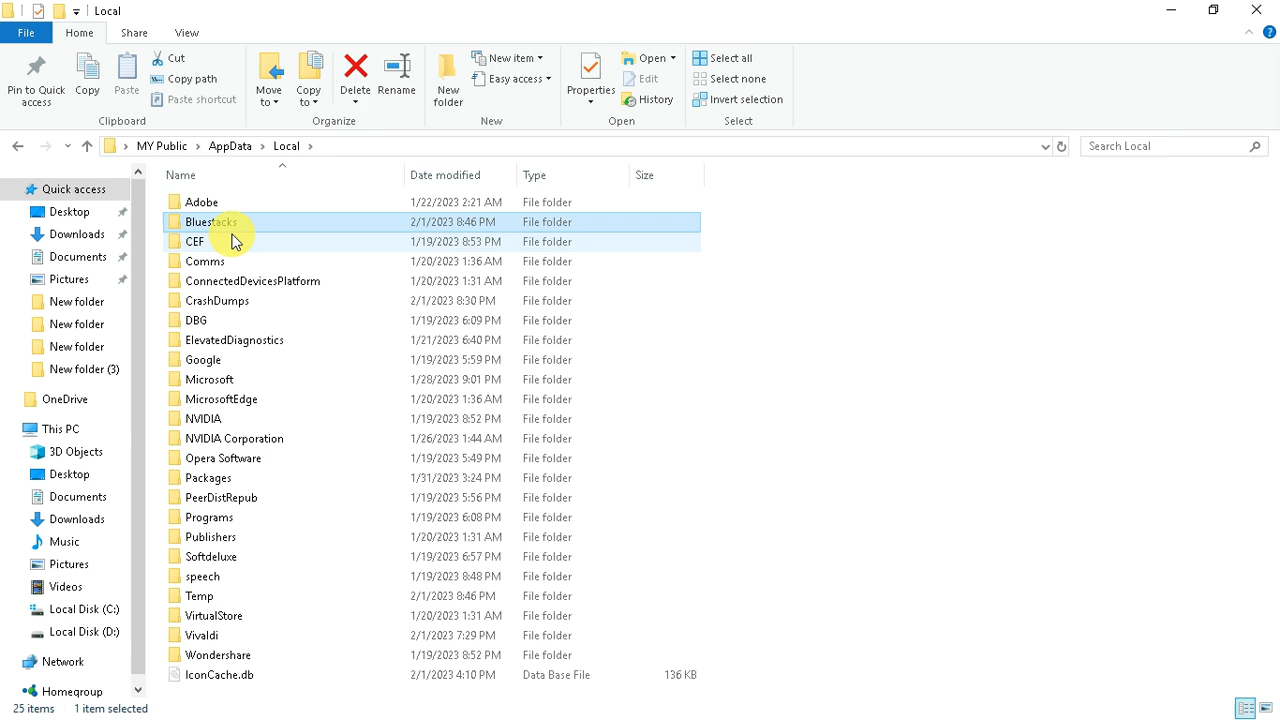 Local
File Home Share View
Pin to Quick access
Copy
Paste
Cut
Copy path
Paste shortcut
Clipboard
Move to
Copy to
Delete
Rename
Organize
New folder
New item
Easy access
New
Properties
Open
Edit
History
Open
Select all
Select none
Invert selection
Select
MY Public > AppData > Local >
Search Local
Quick access
Desktop
Downloads
Documents
Pictures
New folder
New folder
New folder
New folder (3)
OneDrive
This PC
3D Objects
Desktop
Documents
Downloads
Music
Pictures
Videos
Local Disk (C:)
Local Disk (D:)
Network
Homegroup
Name Date modified Type Size
Adobe 1/22/2023 2:21 AM File folder
Bluestacks 2/1/2023 8:46 PM File folder
CEF 1/19/2023 8:53 PM File folder
Comms 1/20/2023 1:36 AM File folder
ConnectedDevicesPlatform 1/20/2023 1:31 AM File folder
CrashDumps 2/1/2023 8:30 PM File folder
DBG 1/19/2023 6:09 PM File folder
ElevatedDiagnostics 1/21/2023 6:40 PM File folder
Google 1/19/2023 5:59 PM File folder
Microsoft 1/28/2023 9:01 PM File folder
MicrosoftEdge 1/20/2023 1:36 AM File folder
NVIDIA 1/19/2023 8:52 PM File folder
NVIDIA Corporation 1/26/2023 1:44 AM File folder
Opera Software 1/19/2023 5:49 PM File folder
Packages 1/31/2023 3:24 PM File folder
PeerDistRepub 1/19/2023 5:56 PM File folder
Programs 1/19/2023 6:08 PM File folder
Publishers 1/20/2023 1:31 AM File folder
Softdeluxe 1/19/2023 6:57 PM File folder
speech 1/19/2023 8:48 PM File folder
Temp 2/1/2023 8:46 PM File folder
VirtualStore 1/20/2023 1:31 AM File folder
Vivaldi 2/1/2023 7:29 PM File folder
Wondershare 1/19/2023 8:52 PM File folder
IconCache.db 2/1/2023 4:10 PM Data Base File 136 KB
25 items 1 item selected